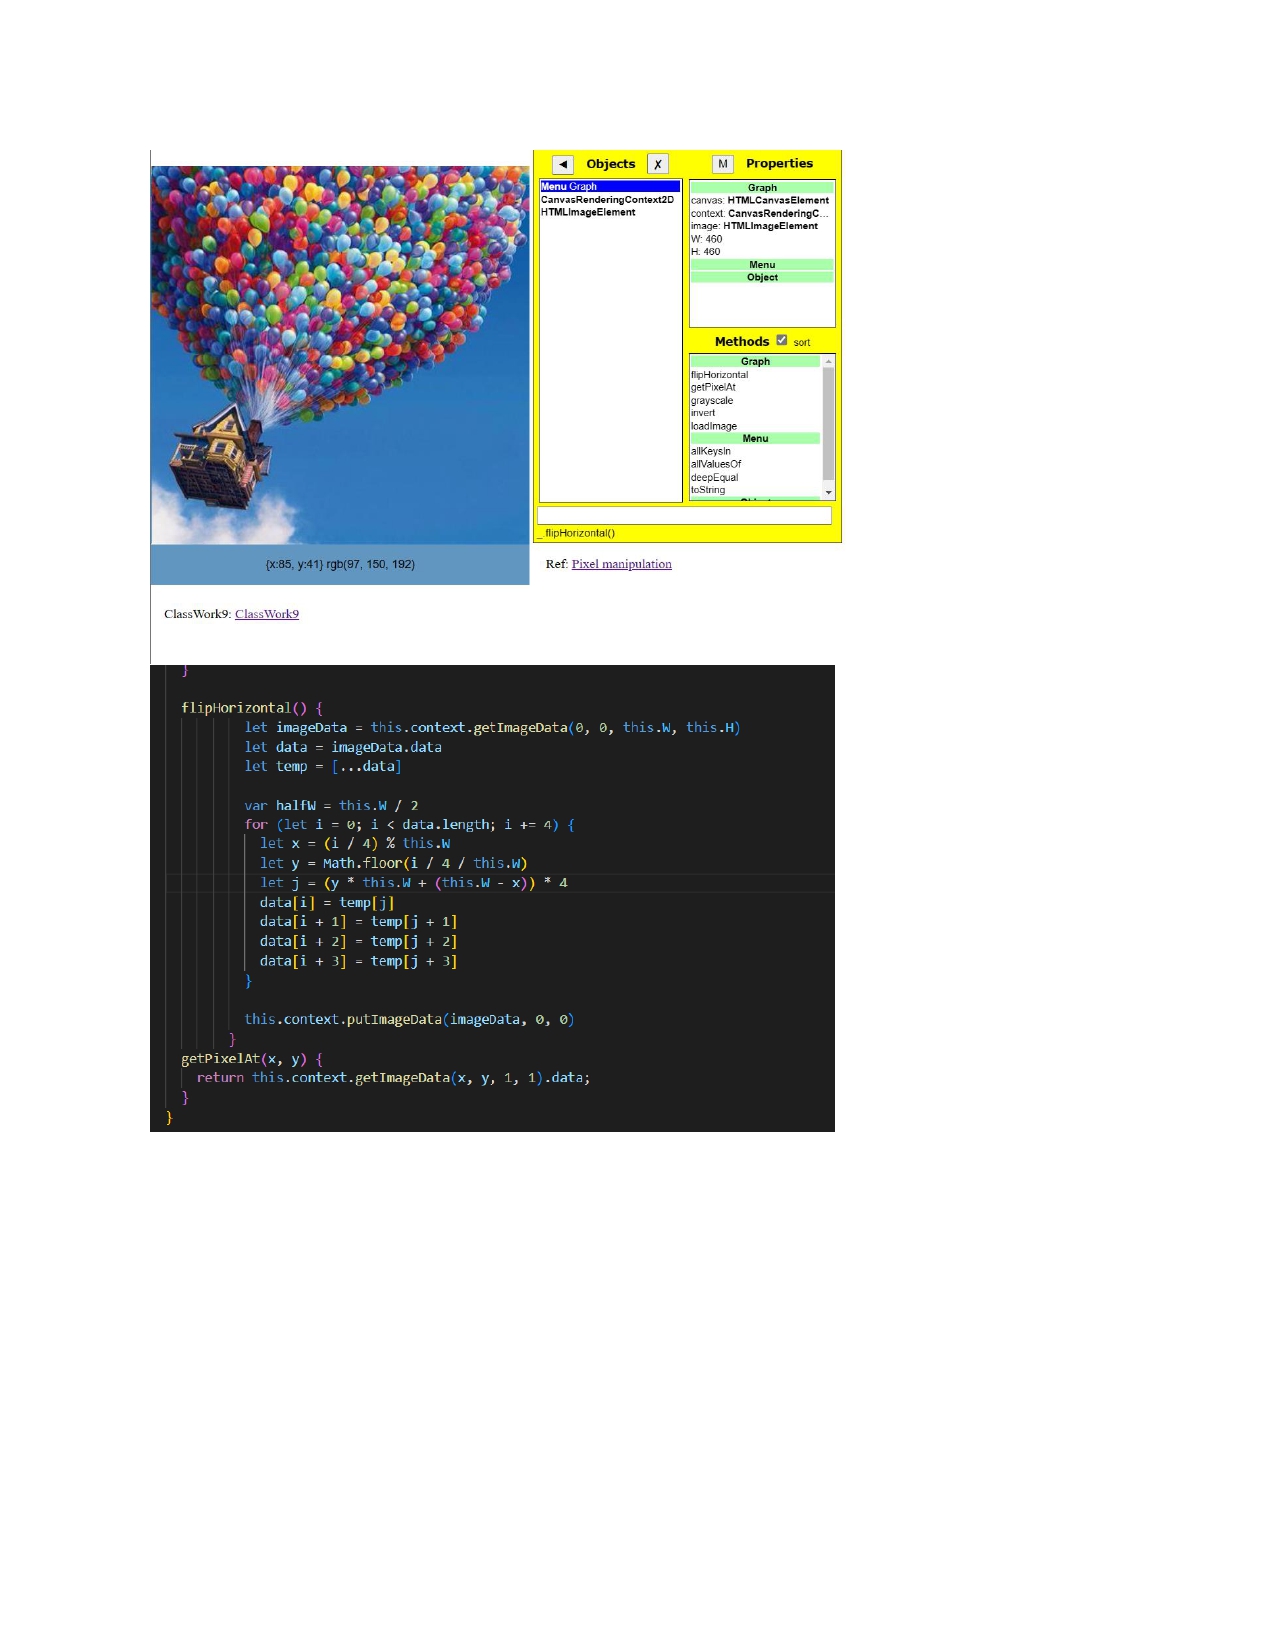 ◄ Objects ✗ M Properties
Menu Graph
CanvasRenderingContext2D
HTMLImageElement
Graph
canvas: HTMLCanvasElement
context: CanvasRenderingC...
image: HTMLImageElement
W: 460
H: 460
Menu
Object
Methods sort
Graph
flipHorizontal
getPixelAt
grayscale
invert
loadImage
Menu
allKeysIn
allValuesOf
deepEqual
toString
_.flipHorizontal()
{x:85, y:41} rgb(97, 150, 192)
Ref: Pixel manipulation
ClassWork9: ClassWork9
}
flipHorizontal() {
let imageData = this.context.getImageData(0, 0, this.W, this.H)
let data = imageData.data
let temp = [...data]
var halfW = this.W / 2
for (let i = 0; i < data.length; i += 4) {
let x = (i / 4) % this.W
let y = Math.floor(i / 4 / this.W)
let j = (y * this.W + (this.W - x)) * 4
data[i] = temp[j]
data[i + 1] = temp[j + 1]
data[i + 2] = temp[j + 2]
data[i + 3] = temp[j + 3]
}
this.context.putImageData(imageData, 0, 0)
}
getPixelAt(x, y) {
return this.context.getImageData(x, y, 1, 1).data;
}
}